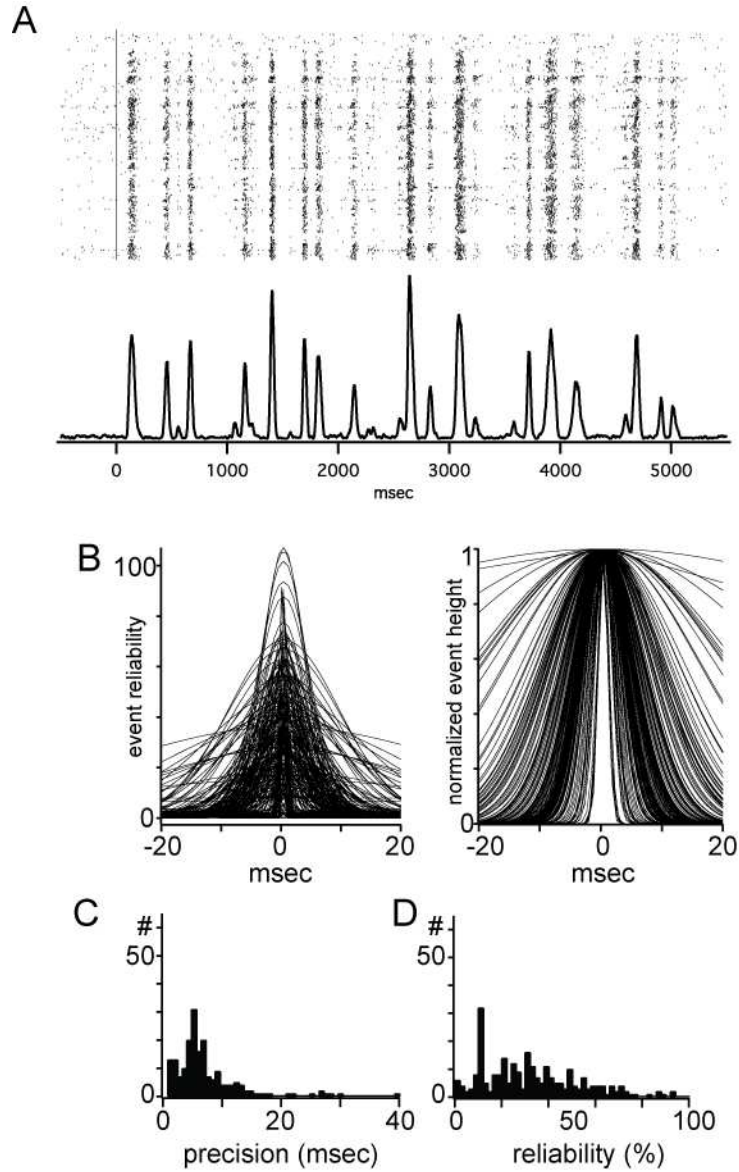 A
0 1000 2000 3000 4000 5000
msec
B
100
event reliability
0
-20 0 20
msec
1
normalized event height
0
-20 0 20
msec
C
#
50
0
0 20 40
precision (msec)
D
#
50
0
0 50 100
reliability (%)